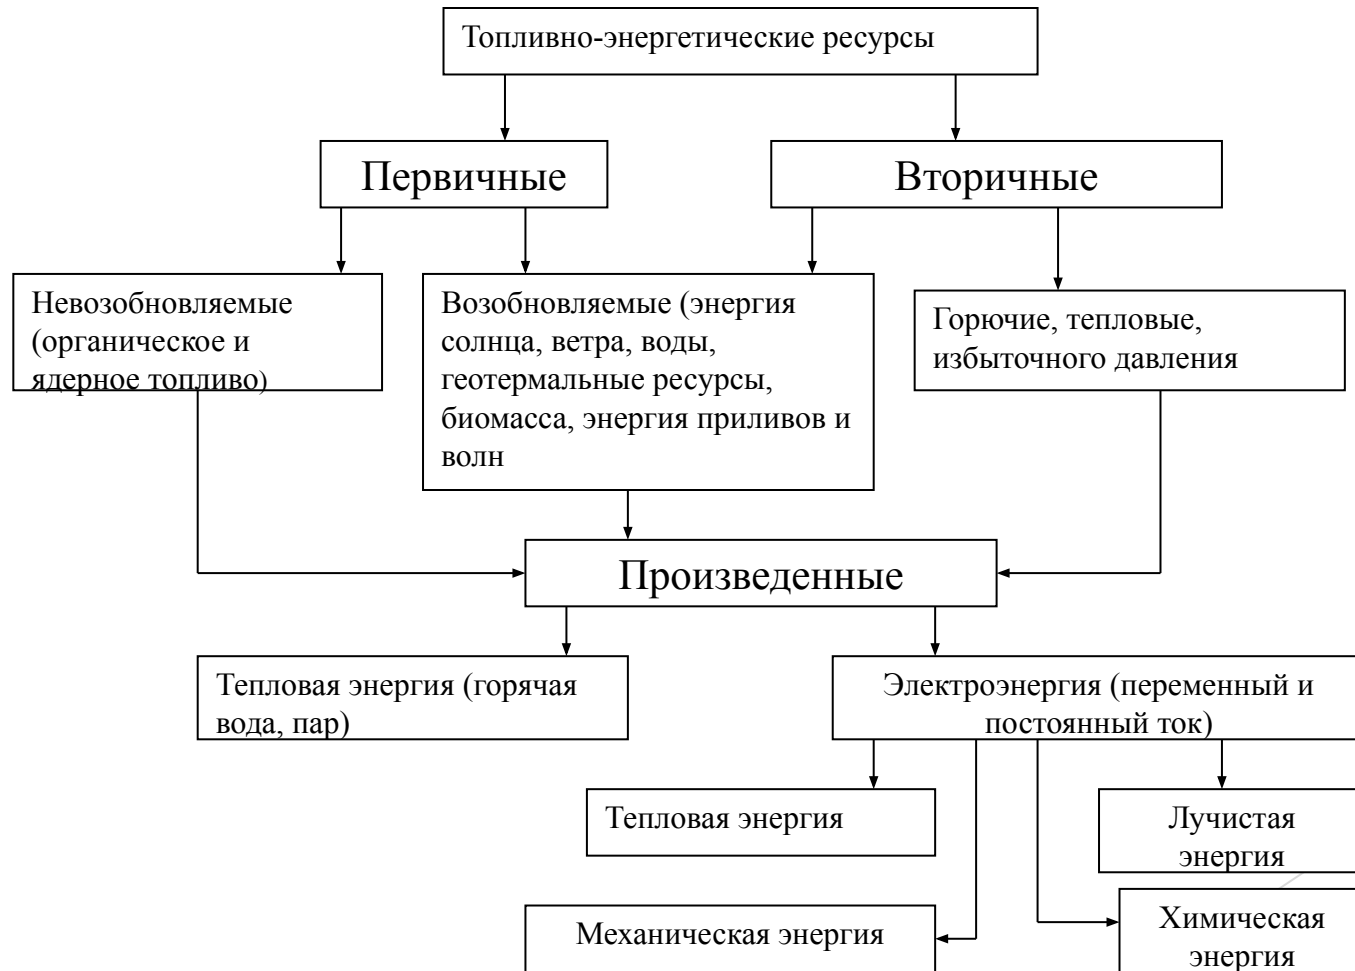 Топливно-энергетические ресурсы
Первичные
Вторичные
Невозобновляемые
(органическое и
ядерное топливо)
Возобновляемые (энергия
солнца, ветра, воды,
геотермальные ресурсы,
биомасса, энергия приливов и
волн
Горючие, тепловые,
избыточного давления
Произведенные
Тепловая энергия (горячая
вода, пар)
Электроэнергия (переменный и
постоянный ток)
Тепловая энергия
Лучистая
энергия
Механическая энергия
Химическая
энергия